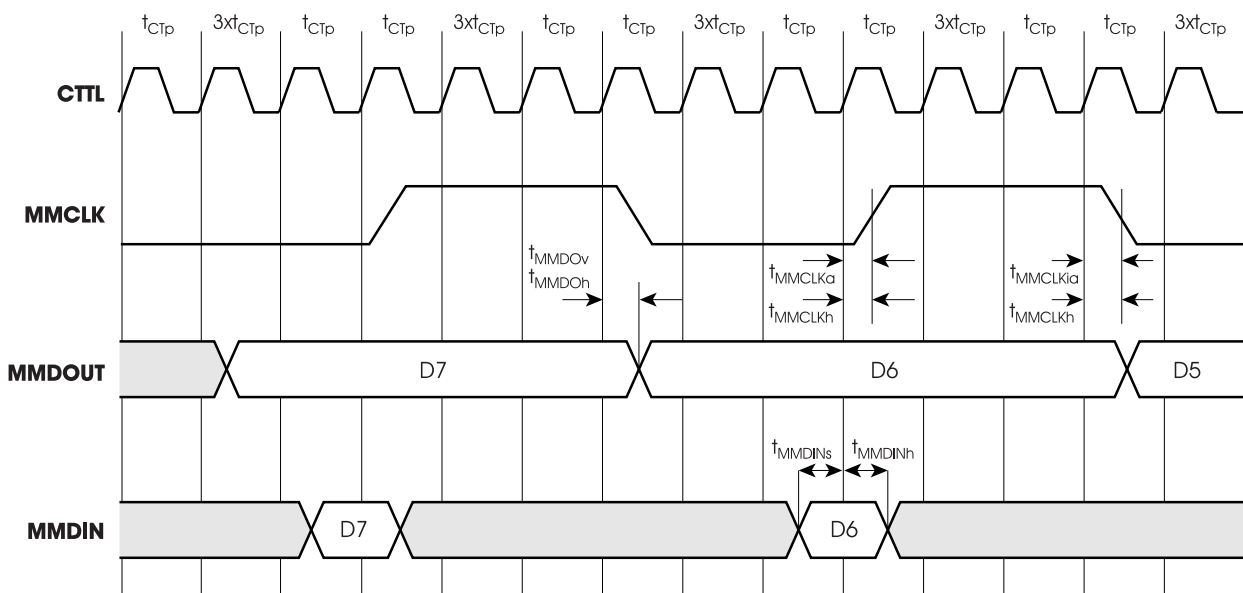 tCTp 3xtCTp tCTp tCTp 3xtCTp tCTp tCTp 3xtCTp tCTp tCTp 3xtCTp tCTp 3xtCTp
CTTL
MMCLK
tMMDOv
tMMDOh
tMMCLKa
tMMCLKia
tMMCLKh
tMMCLKh
MMDOUT D7 D6 D5
tMMDINs tMMDINh
MMDIN D7 D6